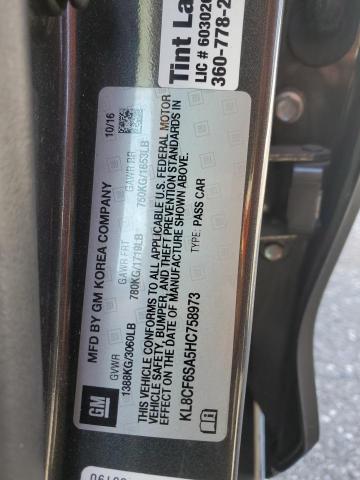 Tint La
LIC # 60302
360-778-2
MFD BY GM KOREA COMPANY 10/16
GVWR GAWR FRT GAWR RR
1388KG/3060LB 780KG/1719LB 750KG/1653LB
THIS VEHICLE CONFORMS TO ALL APPLICABLE U.S. FEDERAL MOTOR
VEHICLE SAFETY, BUMPER, AND THEFT PREVENTION STANDARDS IN
EFFECT ON THE DATE OF MANUFACTURE SHOWN ABOVE.
KL8CF6SA5HC758973 TYPE: PASS CAR
GM